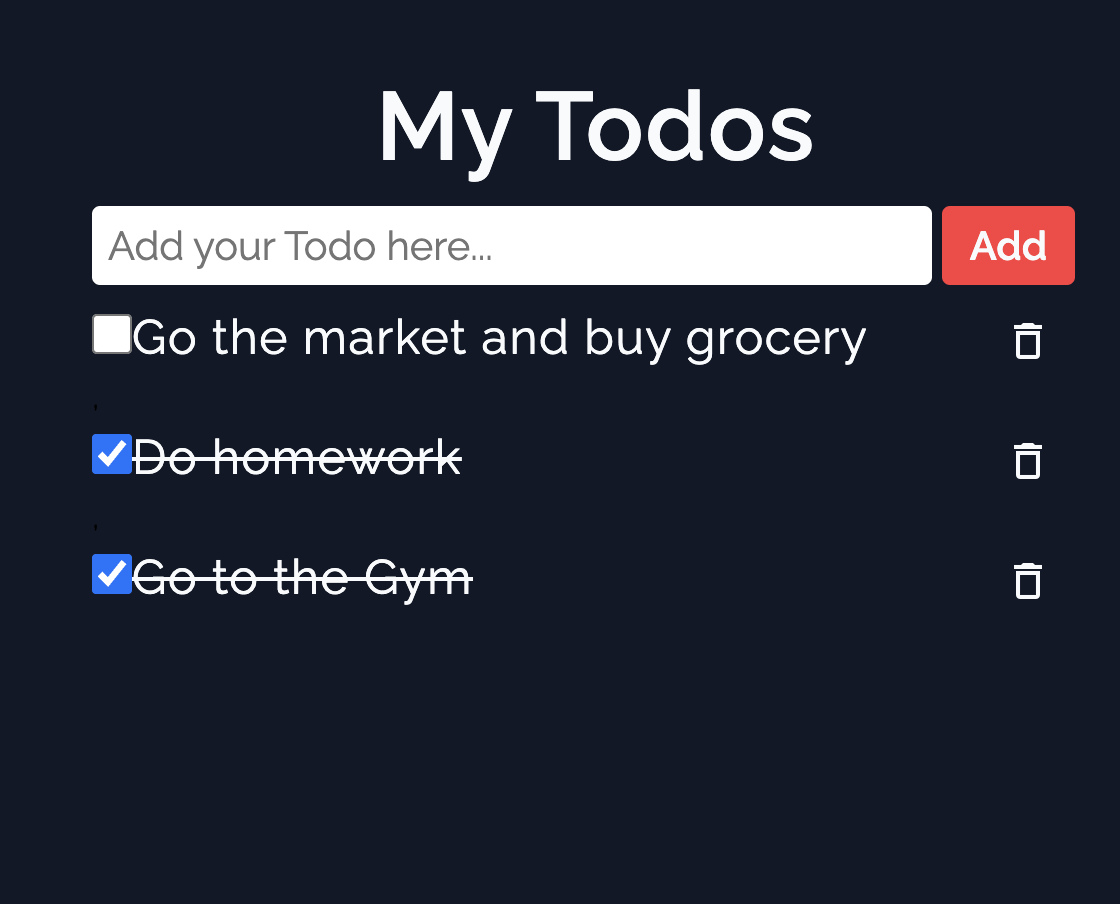 My Todos
Add your Todo here...
Add
Go the market and buy grocery
,
Do homework
,
Go to the Gym